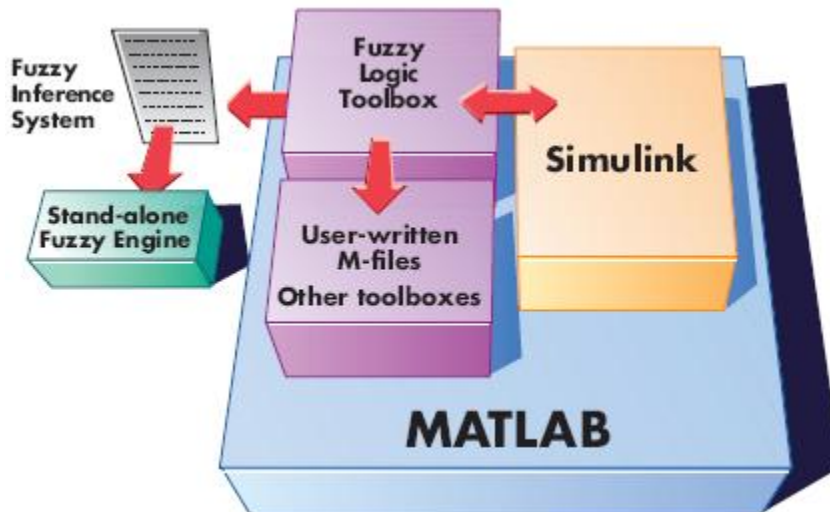 Fuzzy
Inference
System
Fuzzy
Logic
Toolbox
Simulink
Stand-alone
Fuzzy Engine
User-written
M-files
Other toolboxes
MATLAB